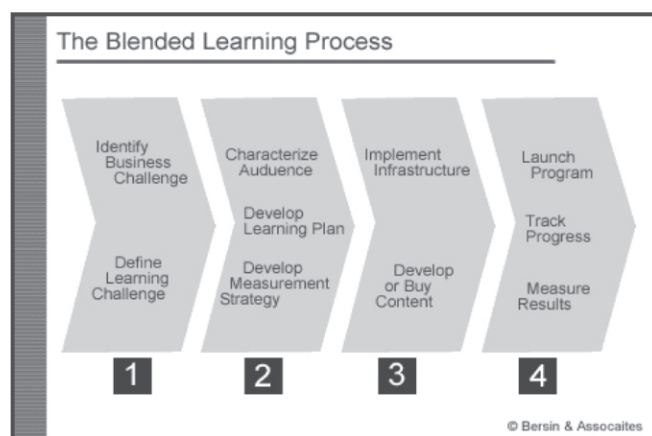 The Blended Learning Process
Identify
Business
Challenge
Define
Learning
Challenge
1
Characterize
Auduence
Develop
Learning Plan
Develop
Measurement
Strategy
2
Implement
Infrastructure
Develop
or Buy
Content
3
Launch
Program
Track
Progress
Measure
Results
4
© Bersin & Assocaites